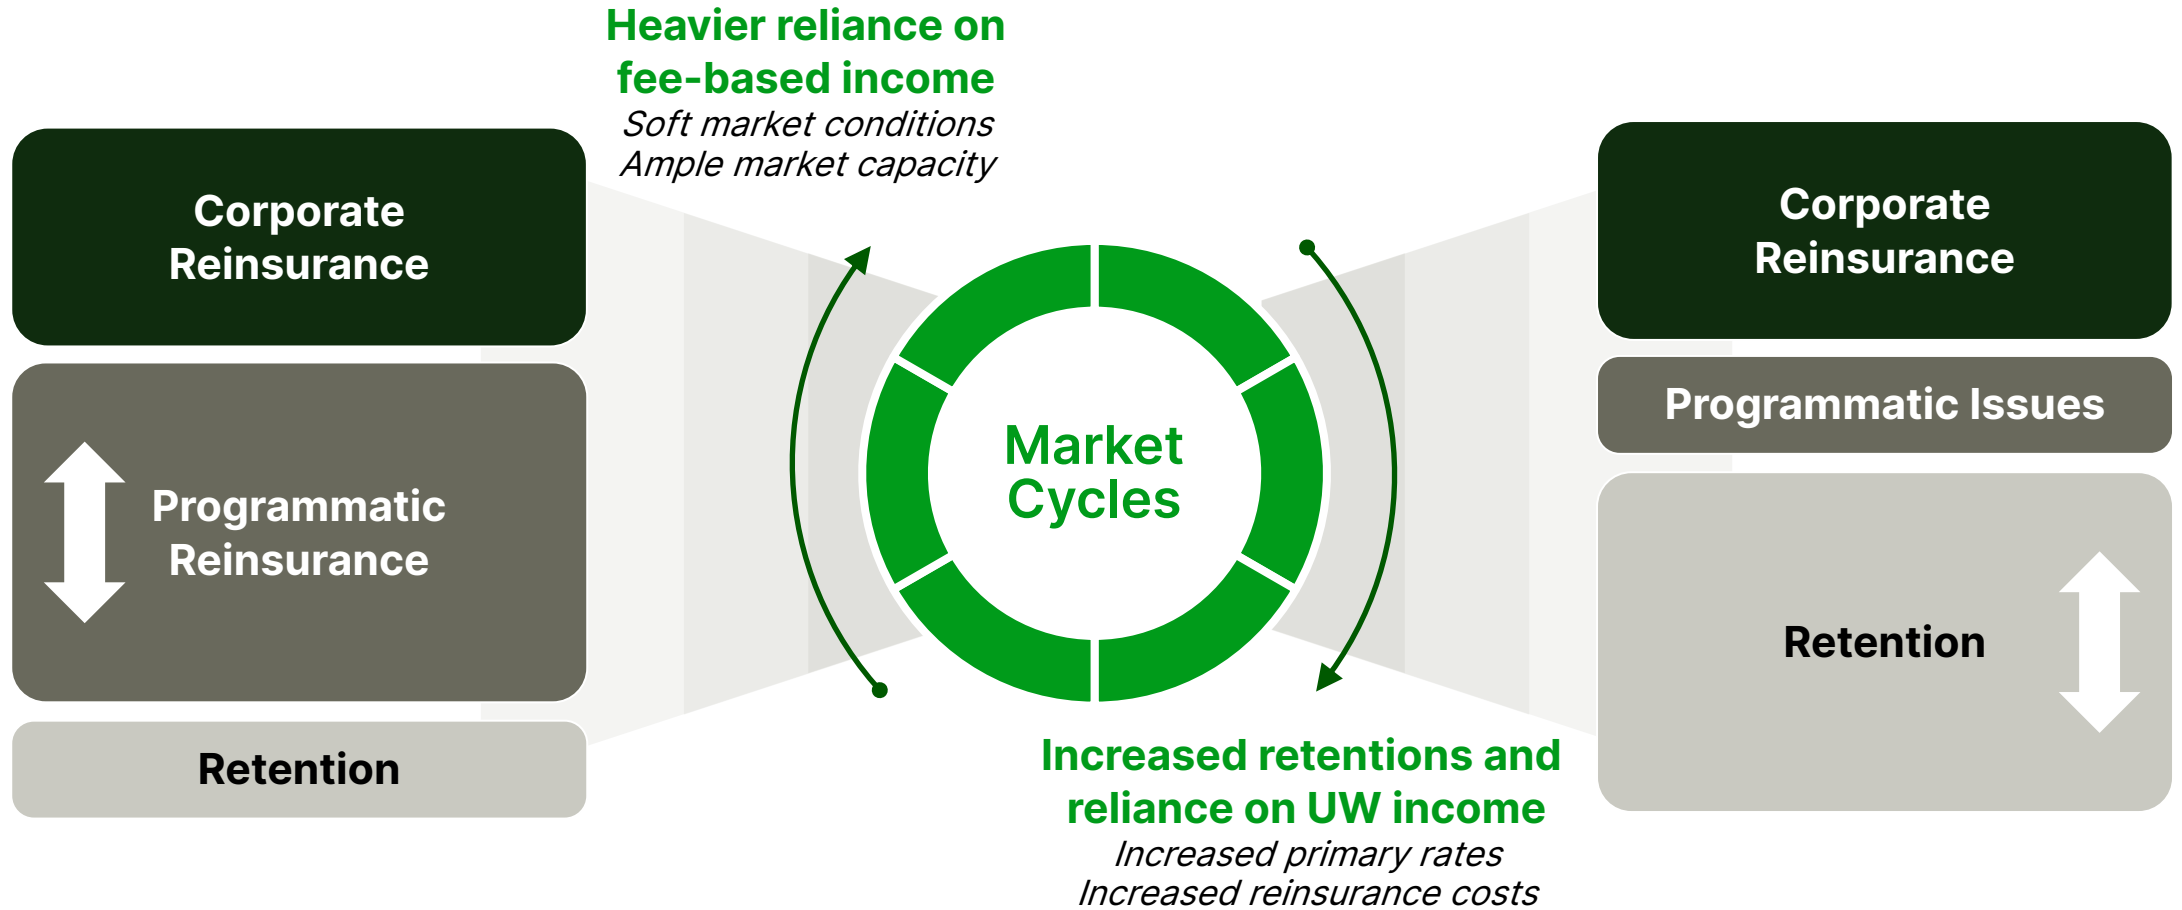 Heavier reliance on
fee-based income
Soft market conditions
Ample market capacity
Corporate
Reinsurance
Programmatic
Reinsurance
Retention
Market
Cycles
Corporate
Reinsurance
Programmatic Issues
Retention
Increased retentions and
reliance on UW income
Increased primary rates
Increased reinsurance costs